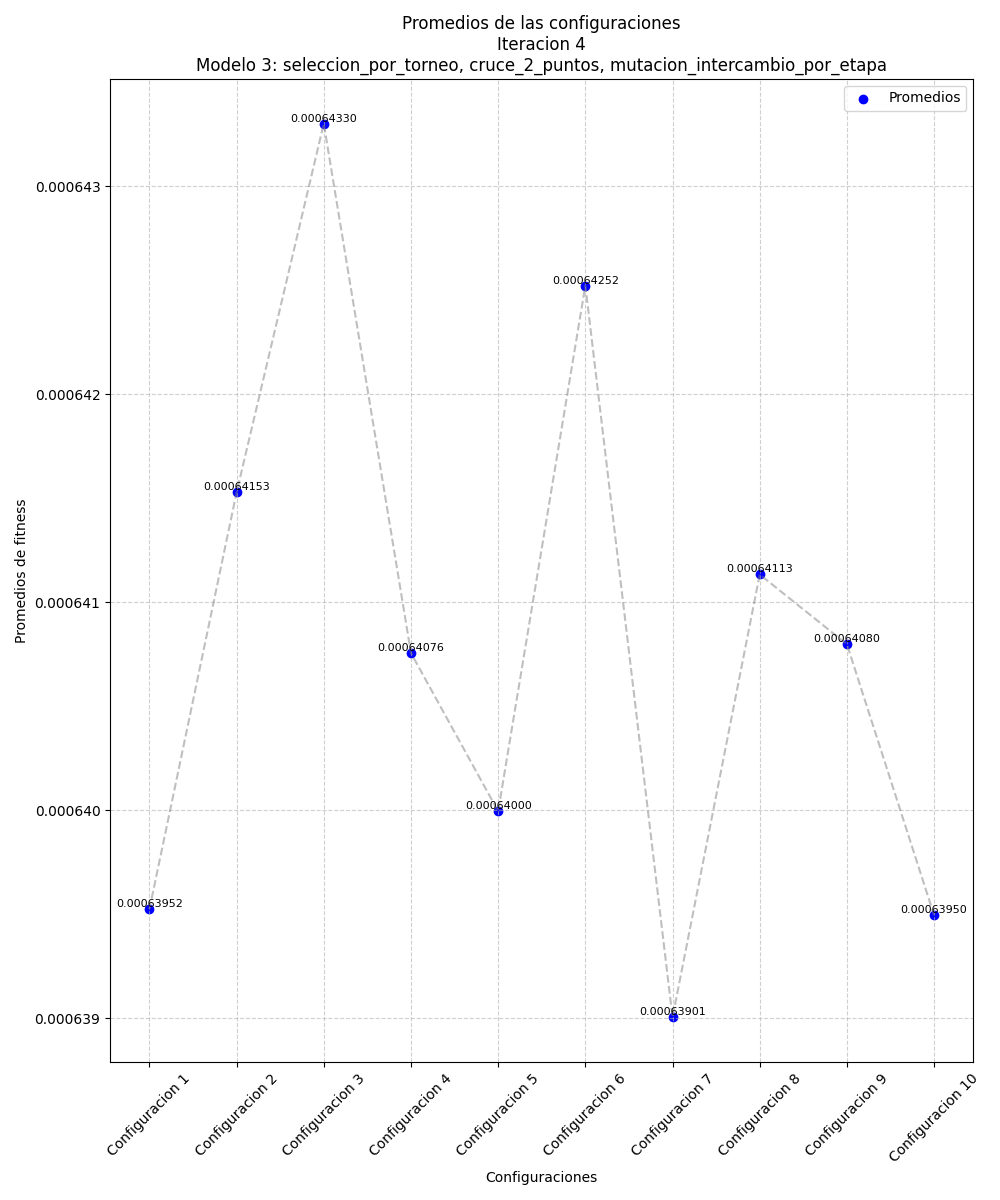 Promedios de las configuraciones
Iteracion 4
Modelo 3: seleccion_por_torneo, cruce_2_puntos, mutacion_intercambio_por_etapa
Promedios
0.00064330
0.000643
0.00064252
0.000642
0.00064153
0.000641
0.00064113
0.00064080
0.00064076
0.000640
0.00064000
0.00063952
0.00063950
0.000639
0.00063901
Promedios de fitness
Configuracion 1
Configuracion 2
Configuracion 3
Configuracion 4
Configuracion 5
Configuracion 6
Configuracion 7
Configuracion 8
Configuracion 9
Configuracion 10
Configuraciones